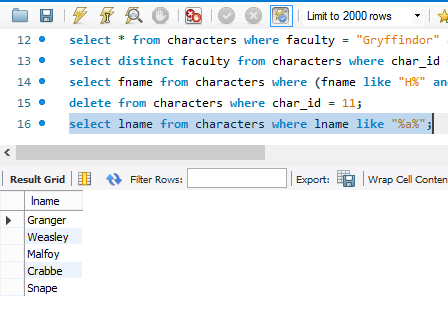 Limit to 2000 rows
12 select * from characters where faculty = "Gryffindor"
13 select distinct faculty from characters where char_id
14 select fname from characters where (fname like "H%" and
15 delete from characters where char_id = 11;
16 select lname from characters where lname like "%a%";
Result Grid Filter Rows: Export: Wrap Cell Conten
lname
Granger
Weasley
Malfoy
Crabbe
Snape